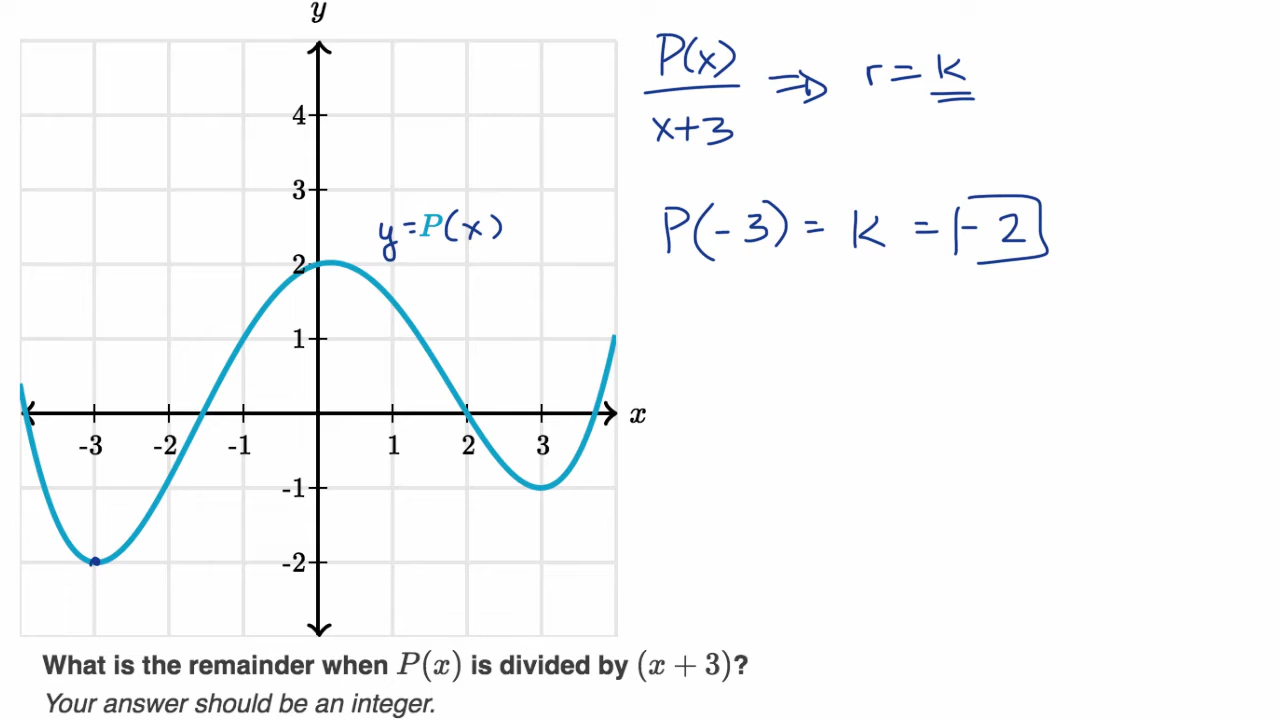 y
P(x)
x+3
⇒ r = k
4
3
2
1
-1
-2
y=P(x)
P(-3) = k = -2
x
-3 -2 -1 1 2 3
What is the remainder when P(x) is divided by (x + 3)?
Your answer should be an integer.